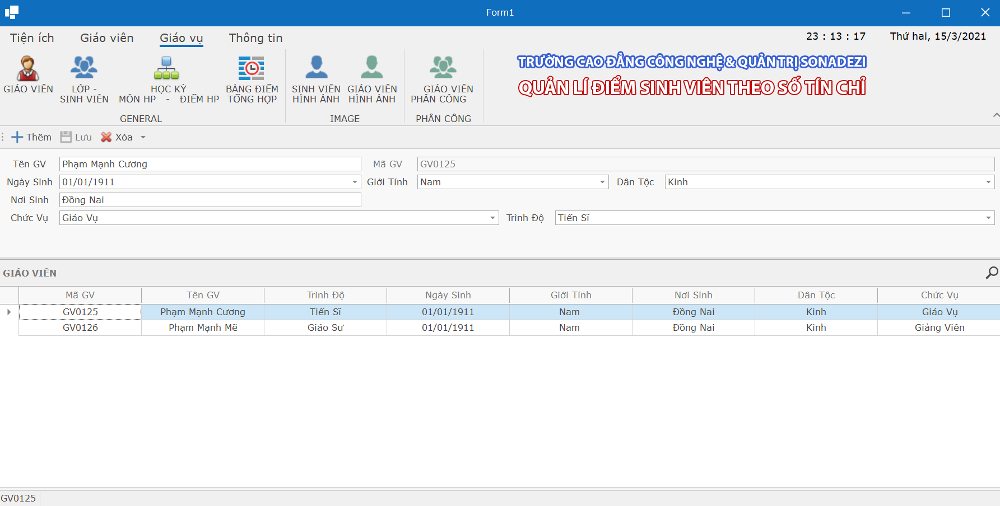 Form1
Tiện ích Giáo viên Giáo vụ Thông tin 23 : 13 : 17 Thứ hai, 15/3/2021
TRƯỜNG CAO ĐẲNG CÔNG NGHỆ & QUẢN TRỊ SONADEZI
QUẢN LÍ ĐIỂM SINH VIÊN THEO SỐ TÍN CHỈ
GIÁO VIÊN
LỚP -
SINH VIÊN
HỌC KỲ
MÔN HP - ĐIỂM HP
BẢNG ĐIỂM
TỔNG HỢP
GENERAL
SINH VIÊN
HÌNH ẢNH
GIÁO VIÊN
HÌNH ẢNH
IMAGE
GIÁO VIÊN
PHÂN CÔNG
PHÂN CÔNG
Thêm Lưu Xóa
Tên GV Phạm Mạnh Cương Mã GV GV0125
Ngày Sinh 01/01/1911 Giới Tính Nam Dân Tộc Kinh
Nơi Sinh Đồng Nai
Chức Vụ Giáo Vụ Trình Độ Tiến Sĩ
GIÁO VIÊN
Mã GV Tên GV Trình Độ Ngày Sinh Giới Tính Nơi Sinh Dân Tộc Chức Vụ
GV0125 Phạm Mạnh Cương Tiến Sĩ 01/01/1911 Nam Đồng Nai Kinh Giáo Vụ
GV0126 Phạm Mạnh Mẽ Giáo Sư 01/01/1911 Nam Đồng Nai Kinh Giảng Viên
GV0125